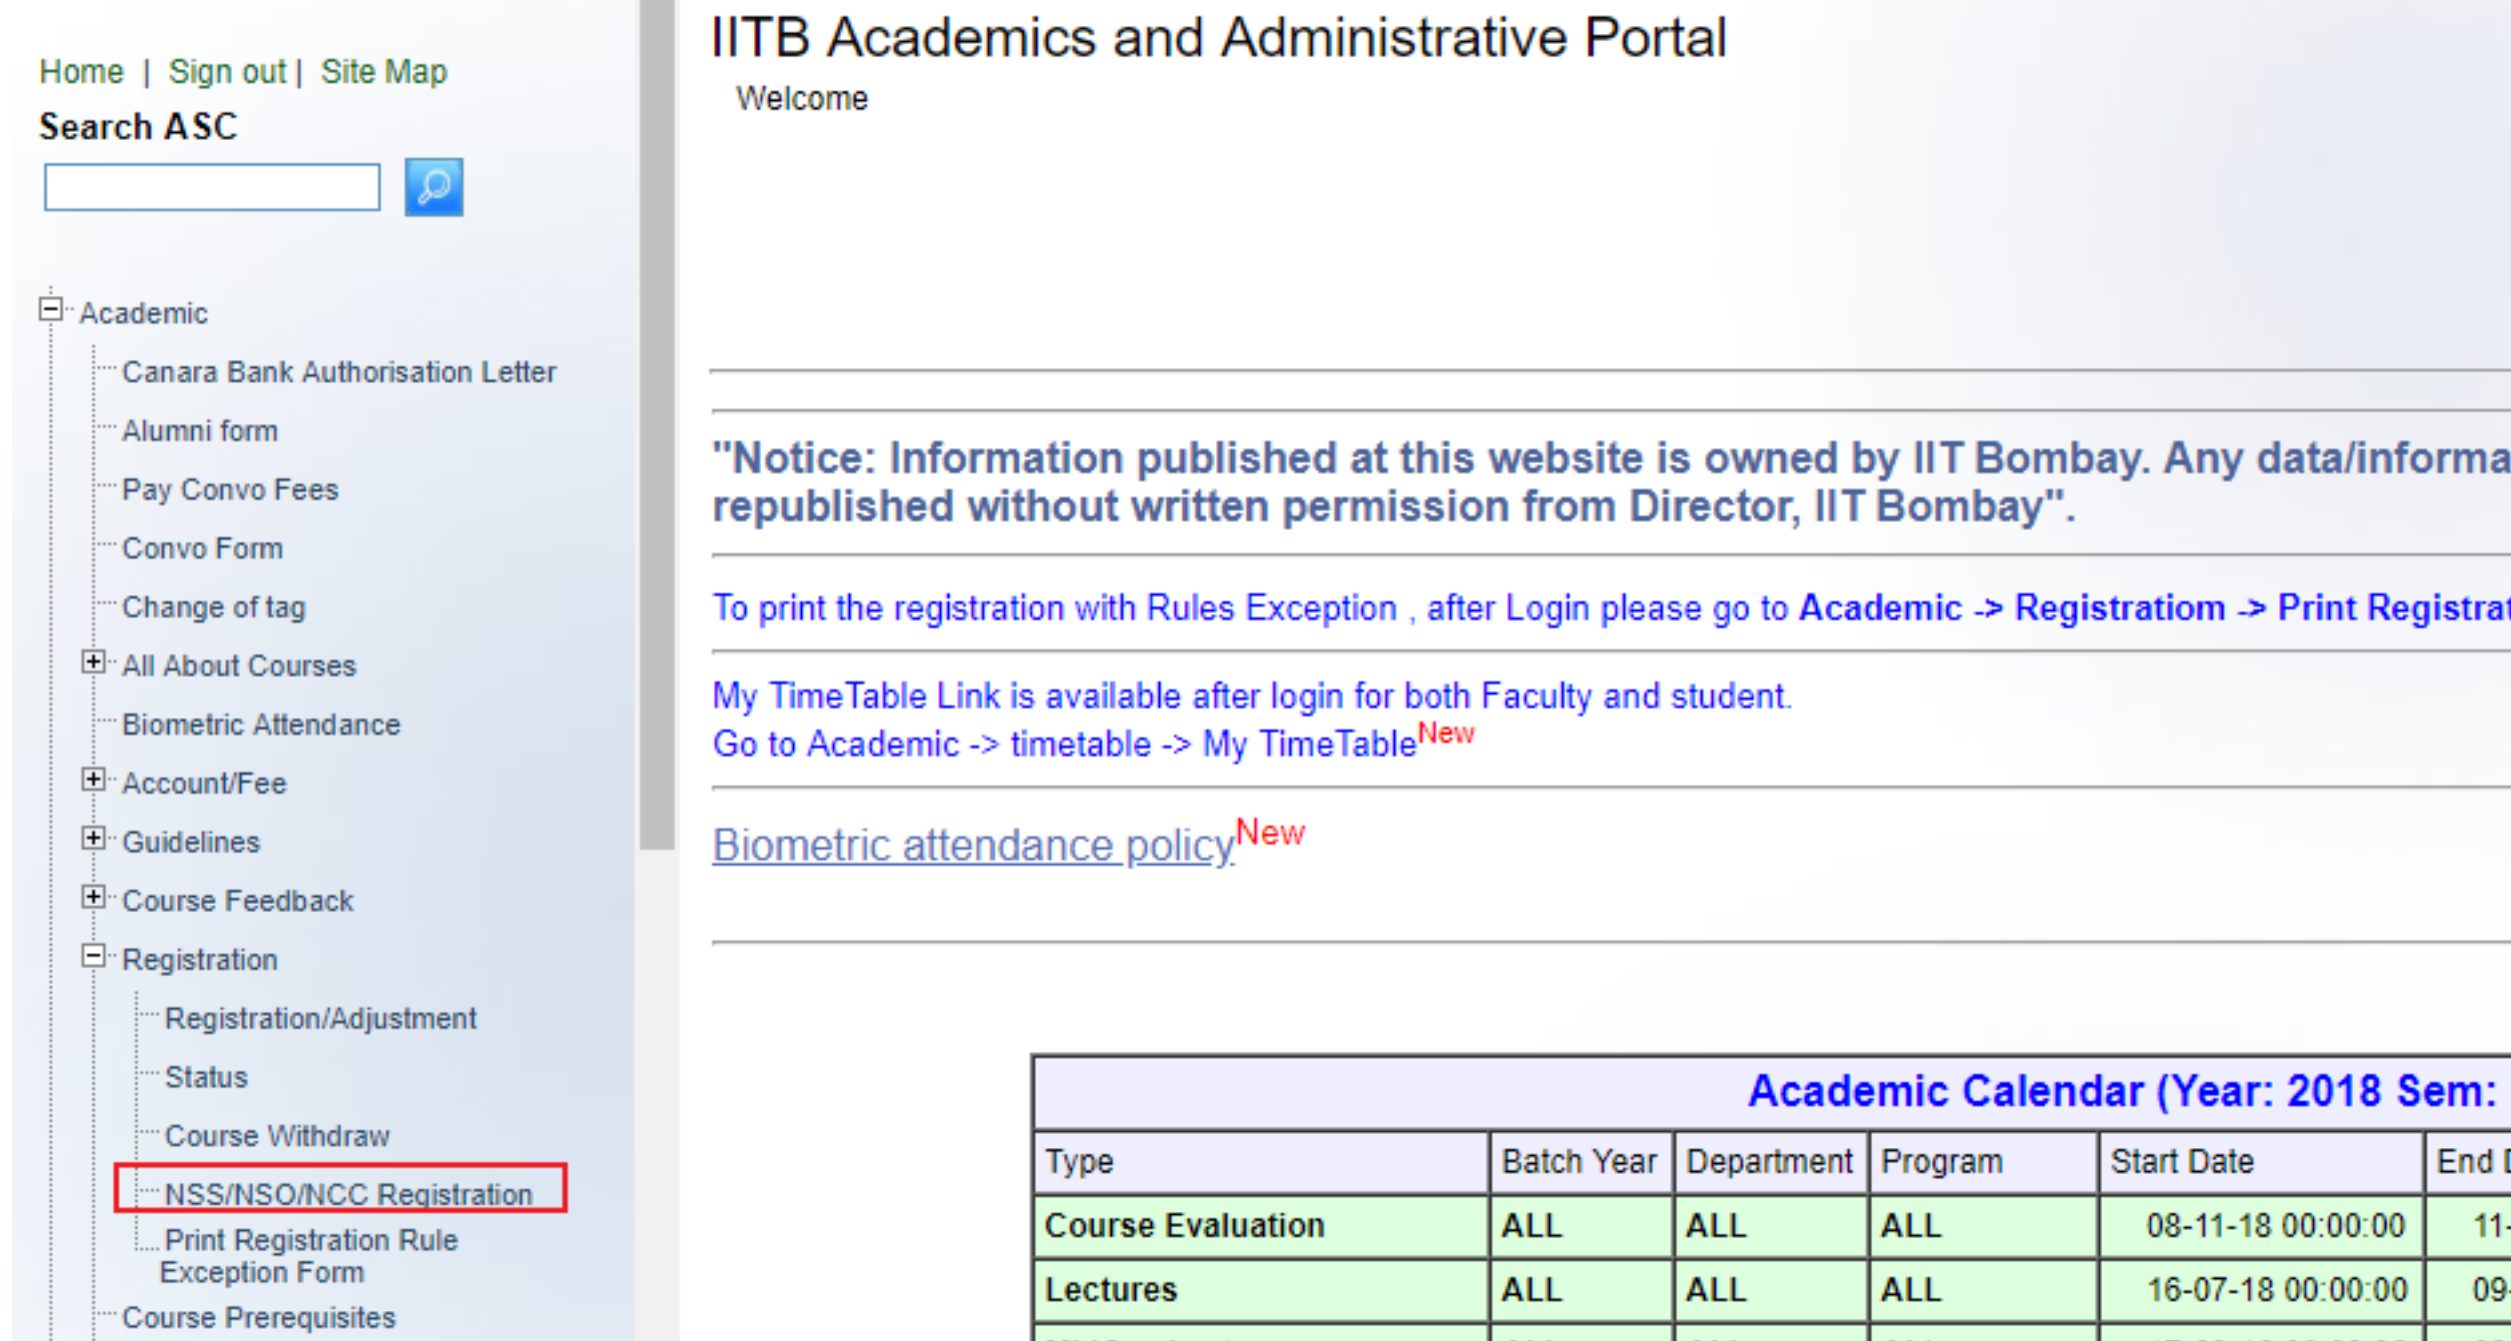 Home | Sign out | Site Map
Search ASC
Academic
Canara Bank Authorisation Letter
Alumni form
Pay Convo Fees
Convo Form
Change of tag
All About Courses
Biometric Attendance
Account/Fee
Guidelines
Course Feedback
Registration
Registration/Adjustment
Status
Course Withdraw
NSS/NSO/NCC Registration
Print Registration Rule
Exception Form
Course Prerequisites
IITB Academics and Administrative Portal
Welcome
"Notice: Information published at this website is owned by IIT Bombay. Any data/informa
republished without written permission from Director, IIT Bombay".
To print the registration with Rules Exception , after Login please go to Academic -> Registratiom -> Print Registrat
My TimeTable Link is available after login for both Faculty and student.
Go to Academic -> timetable -> My TimeTable New
Biometric attendance policy New
Academic Calendar (Year: 2018 Sem:
Type Batch Year Department Program Start Date End
Course Evaluation ALL ALL ALL 08-11-18 00:00:00 11-
Lectures ALL ALL ALL 16-07-18 00:00:00 09-